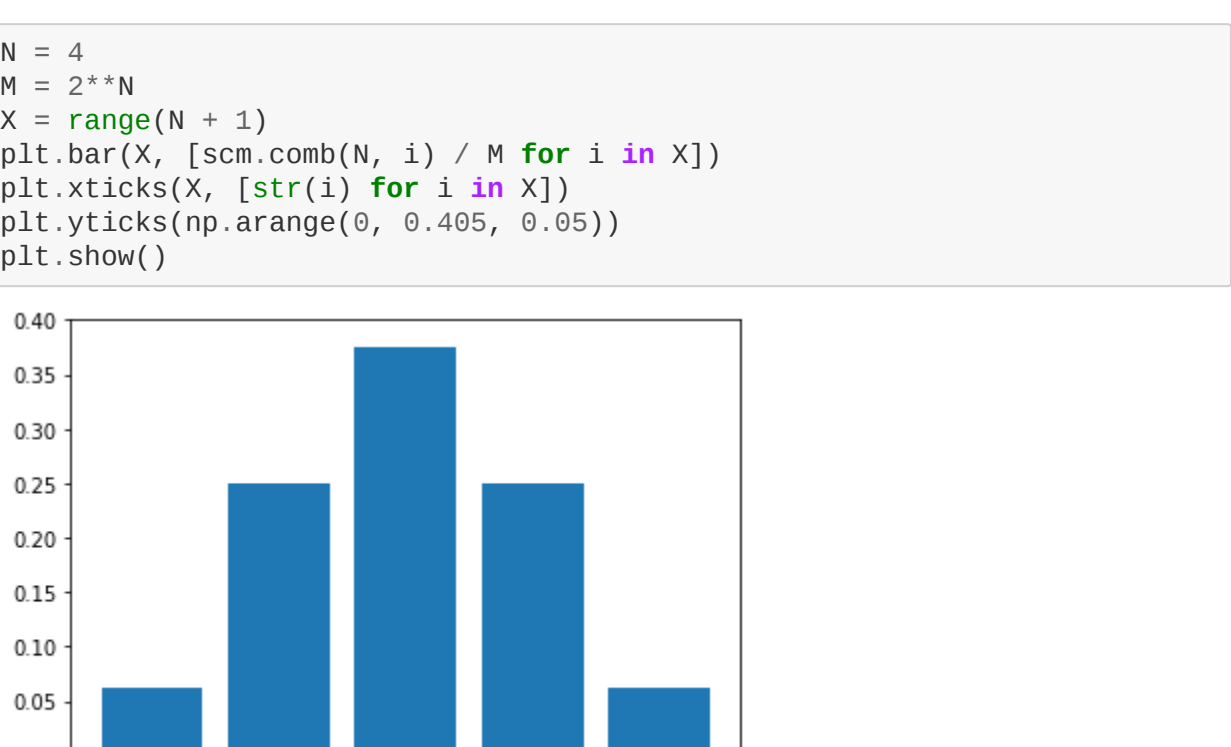 N = 4
M = 2**N
X = range(N + 1)
plt.bar(X, [scm.comb(N, i) / M for i in X])
plt.xticks(X, [str(i) for i in X])
plt.yticks(np.arange(0, 0.405, 0.05))
plt.show()
0.40
0.35
0.30
0.25
0.20
0.15
0.10
0.05